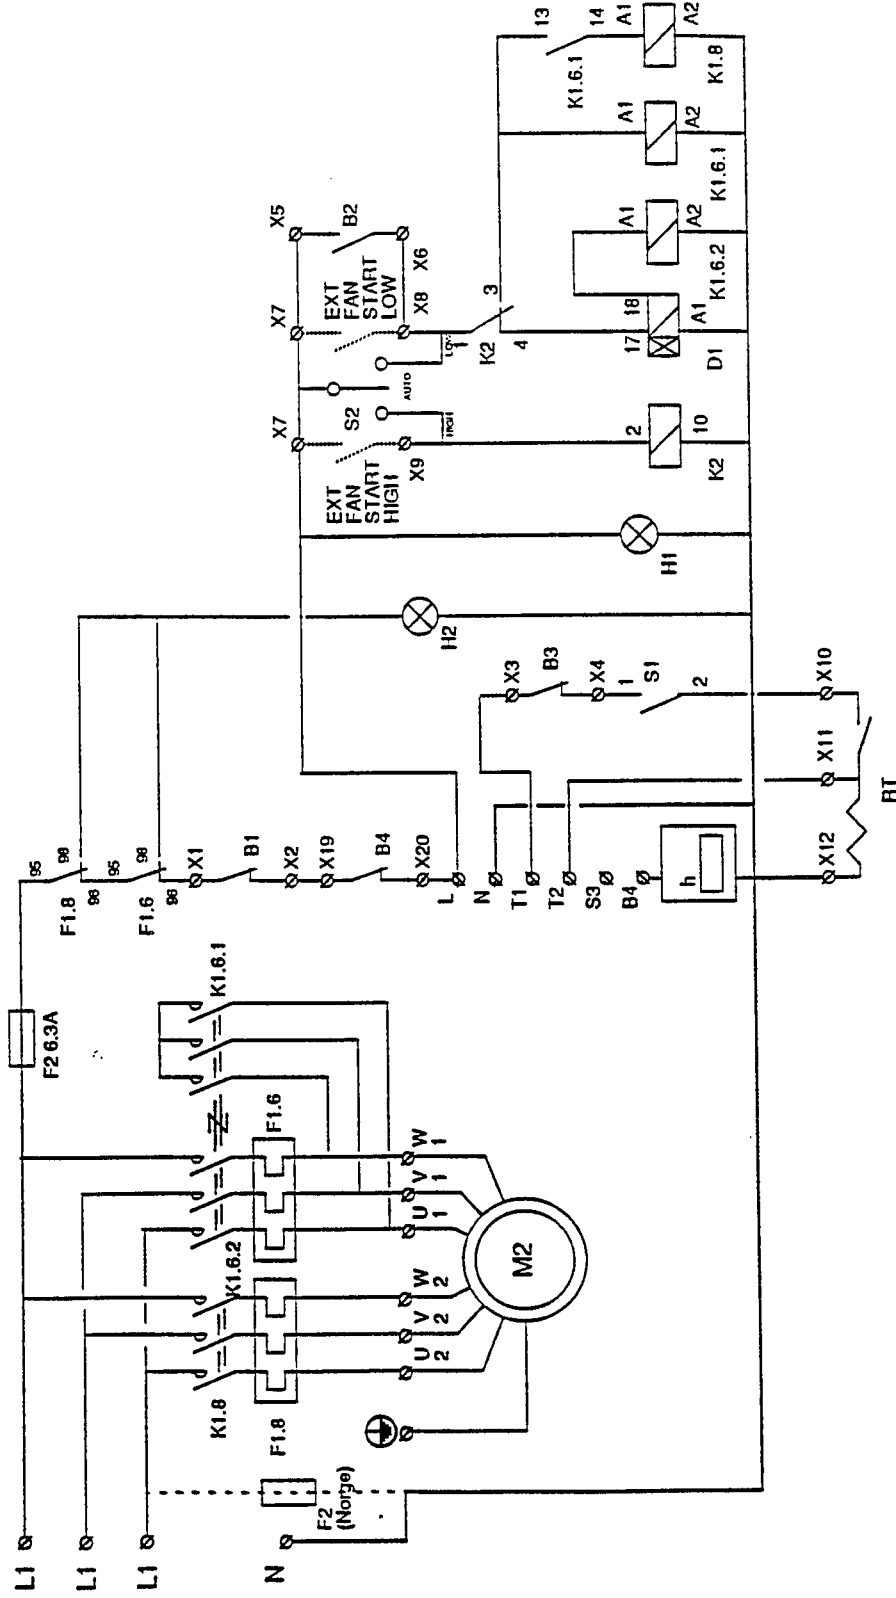 L1
L1
L1
N
F2
(Norge)
K1.8
F1.8
U
2
V
2
W
2
K1.6.2
U
1
V
1
W
1
F1.6
M2
K1.6.1
F2 6.3A
F1.8
95
98
96
F1.6
95
98
96
X1
B1
X2
X19
B4
X20
L
N
T1
T2
S3
B4
h
X12
X11
X10
RT
X3
B3
X4
1
S1
2
H2
H1
X7
EXT
FAN
START
HIGH
X9
HIGH
S2
AUTO
X7
EXT
FAN
START
LOW
X8
LOW
1
X5
B2
X6
K2
3
4
2
10
K2
17
18
A1
D1
A1
A2
K1.6.2
A1
A2
K1.6.1
13
14
K1.6.1
A1
A2
K1.8